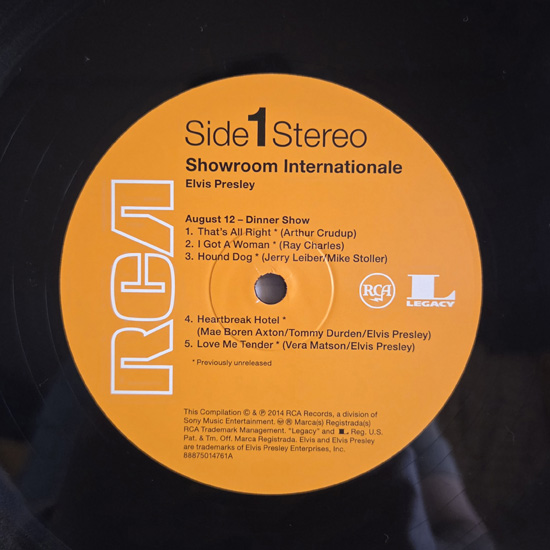 Side 1 Stereo
Showroom Internationale
Elvis Presley
RCA
August 12 – Dinner Show
1. That's All Right * (Arthur Crudup)
2. I Got A Woman * (Ray Charles)
3. Hound Dog * (Jerry Leiber/Mike Stoller)
RCA
L
LEGACY
4. Heartbreak Hotel *
(Mae Boren Axton/Tommy Durden/Elvis Presley)
5. Love Me Tender * (Vera Matson/Elvis Presley)
* Previously unreleased
This Compilation © & ℗ 2014 RCA Records, a division of
Sony Music Entertainment. ® Marca(s) Registrada(s)
RCA Trademark Management. "Legacy" and L Reg. U.S.
Pat. & Tm. Off. Marca Registrada. Elvis and Elvis Presley
are trademarks of Elvis Presley Enterprises, Inc.
88875014761A